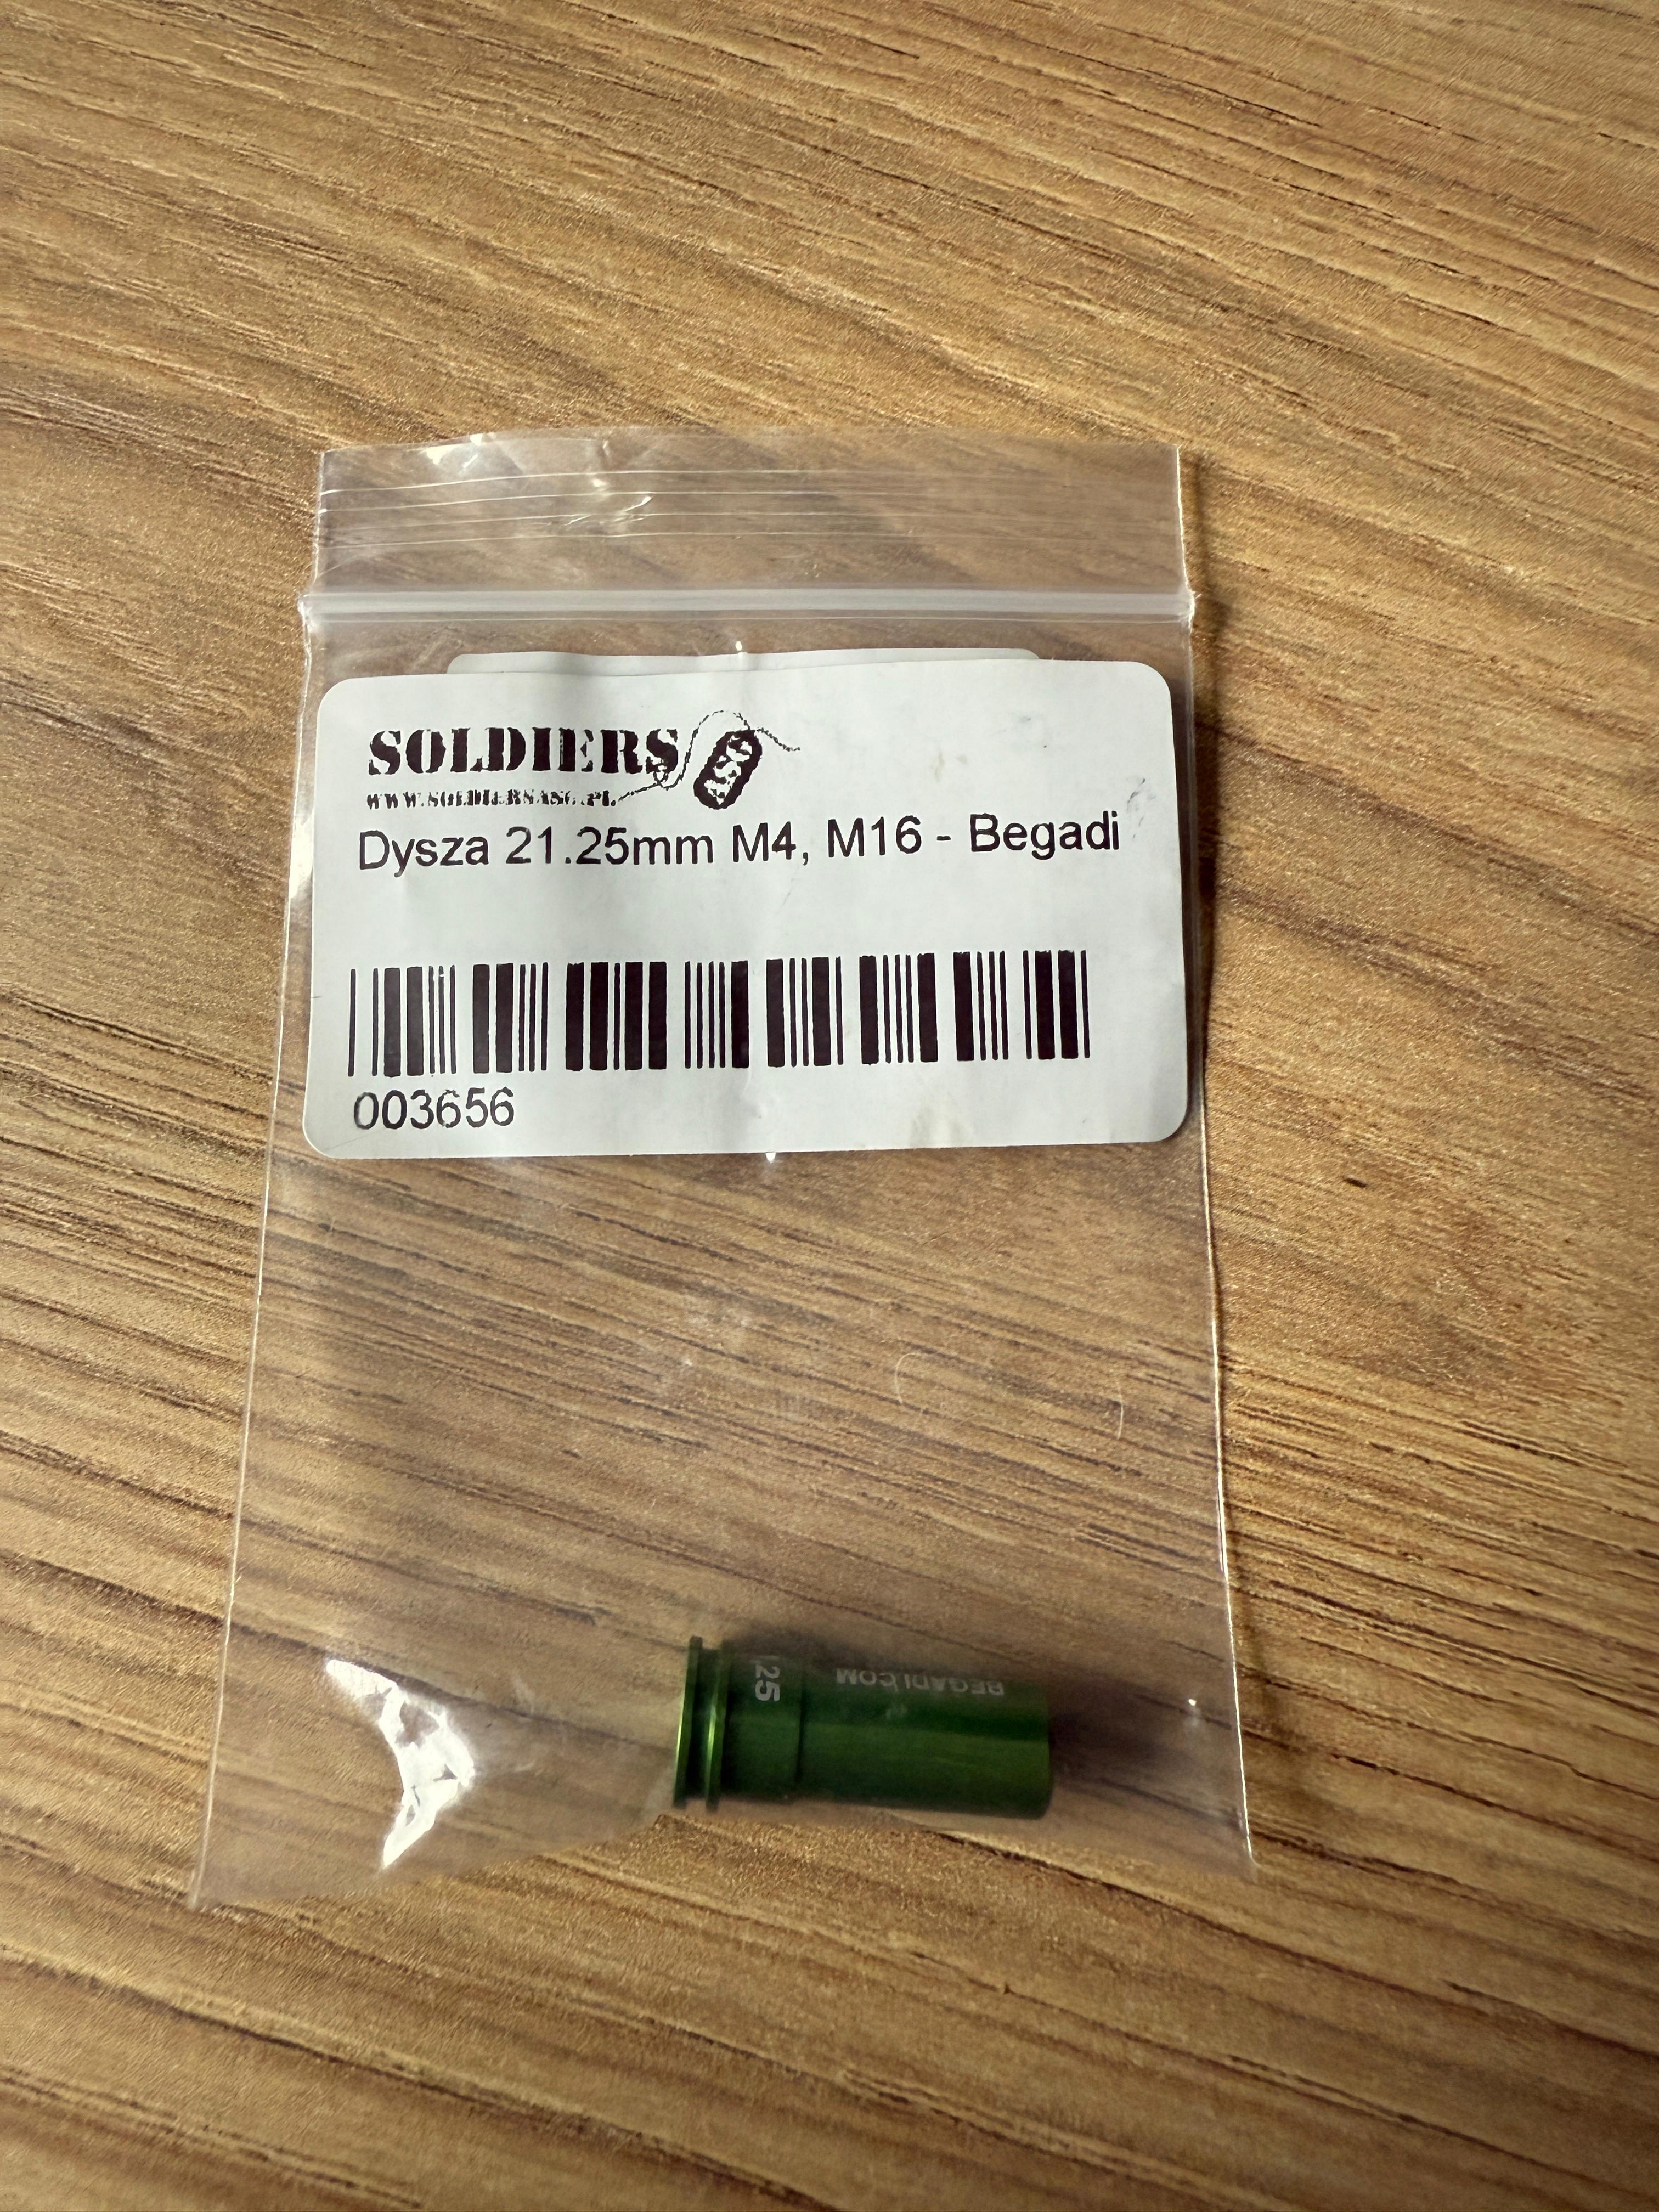 SOLDIERS
WWW.SOLDIERSASG.PL
Dysza 21.25mm M4, M16 - Begadi
003656
25
BEGADI.COM